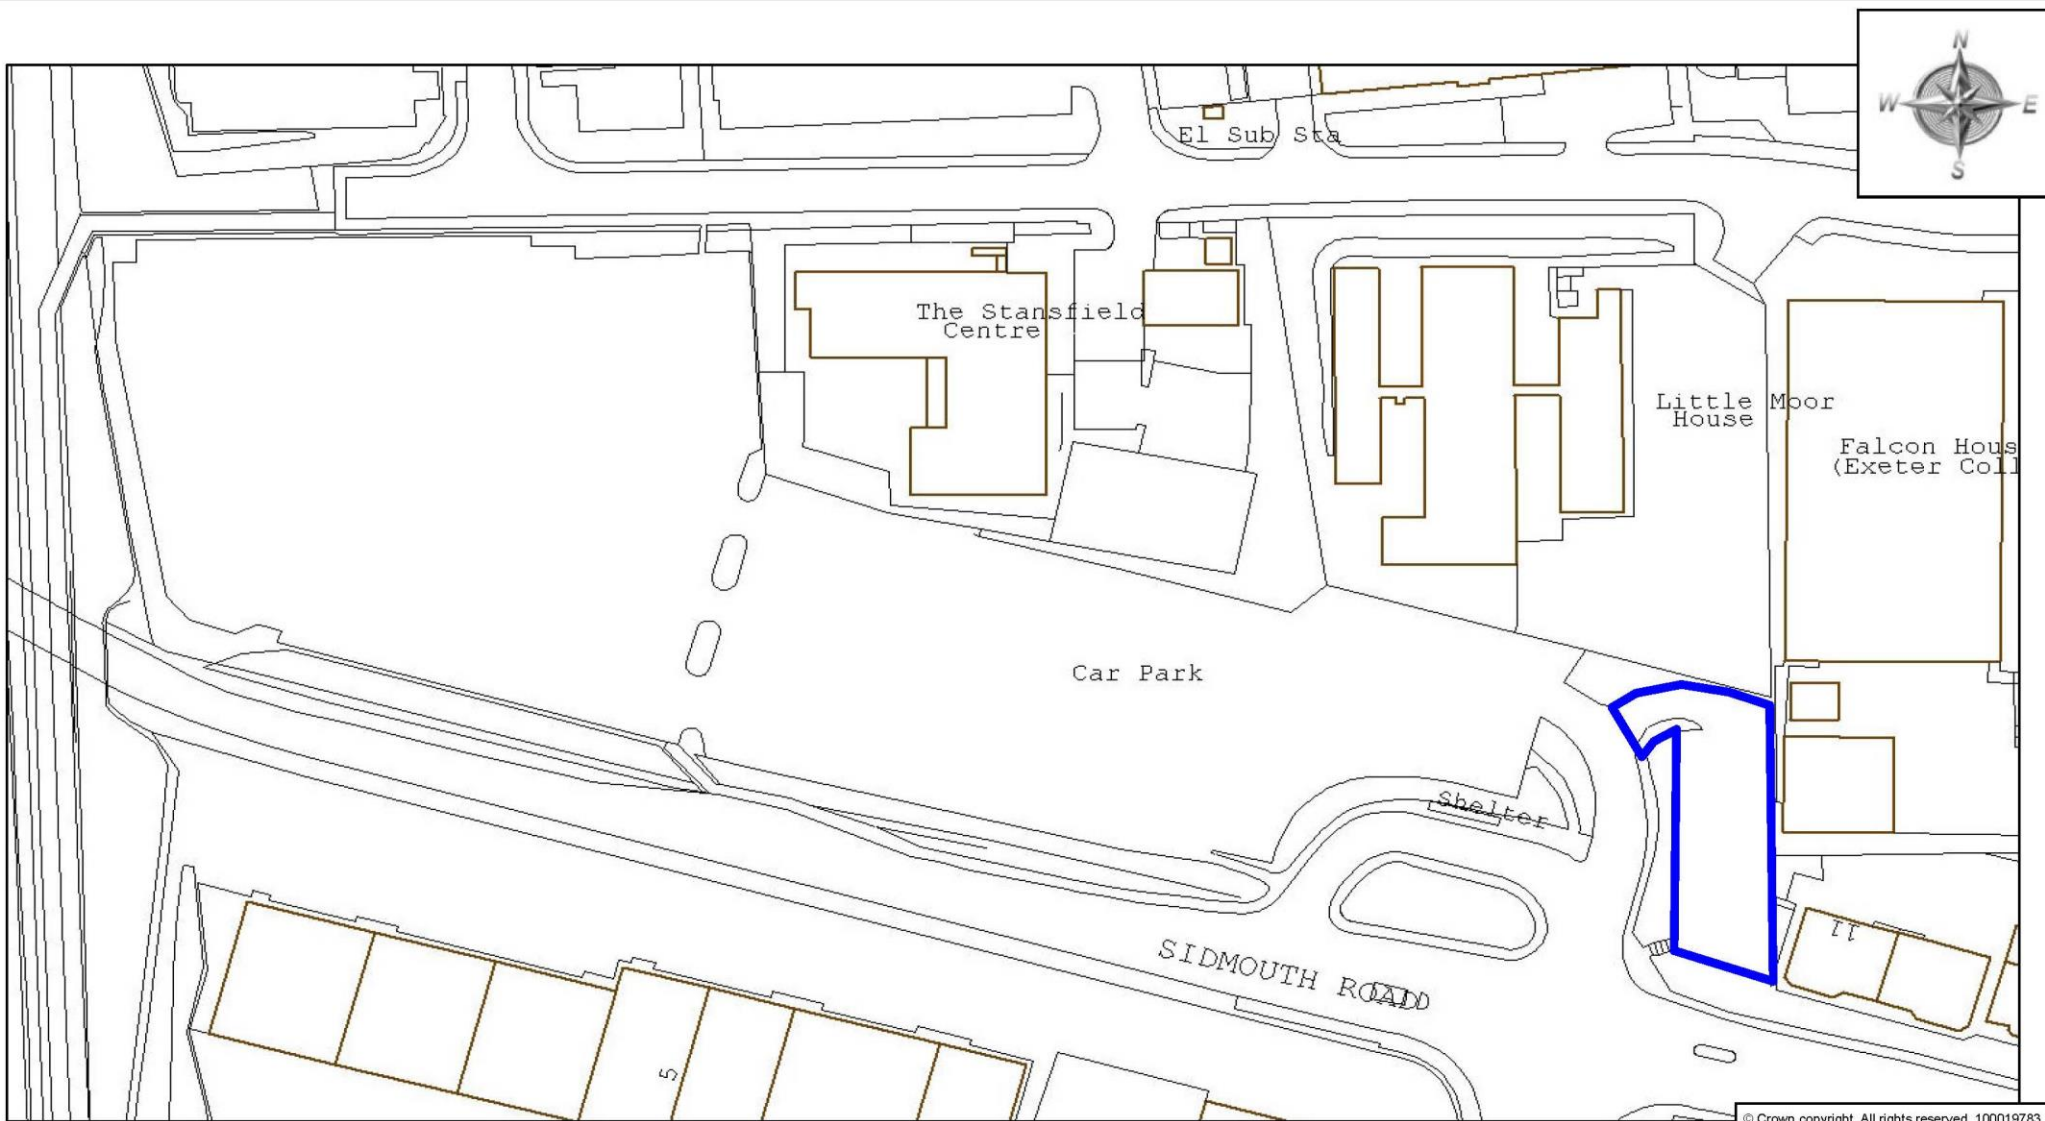 N
W E
S
El Sub Sta
The Stansfield
Centre
Little Moor
House
Falcon Hous
(Exeter Coll
Car Park
Shelter
SIDMOUTH ROAD
11
5
© Crown copyright. All rights reserved. 100019783